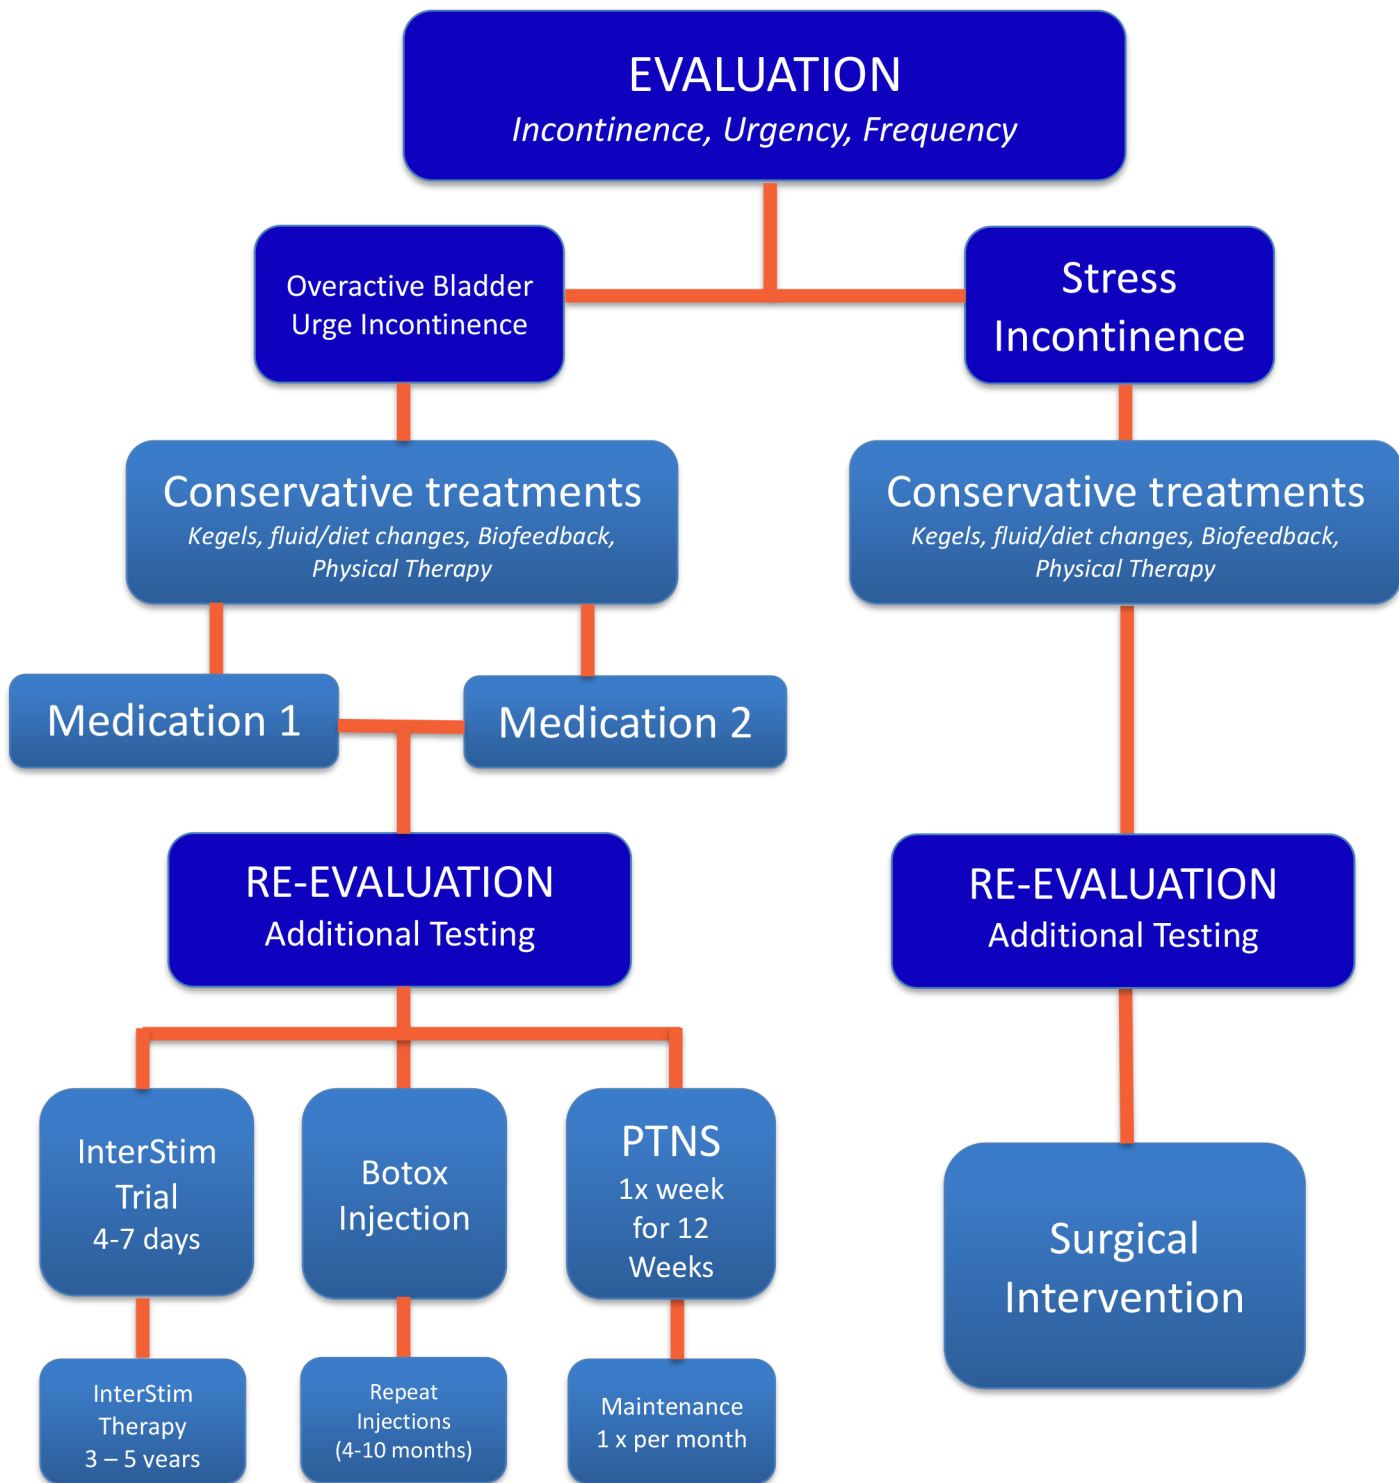 EVALUATION
Incontinence, Urgency, Frequency
Overactive Bladder
Urge Incontinence
Stress
Incontinence
Conservative treatments
Kegels, fluid/diet changes, Biofeedback,
Physical Therapy
Conservative treatments
Kegels, fluid/diet changes, Biofeedback,
Physical Therapy
Medication 1
Medication 2
RE-EVALUATION
Additional Testing
RE-EVALUATION
Additional Testing
InterStim
Trial
4-7 days
Botox
Injection
PTNS
1x week
for 12
Weeks
Surgical
Intervention
InterStim
Therapy
3 – 5 years
Repeat
Injections
(4-10 months)
Maintenance
1 x per month